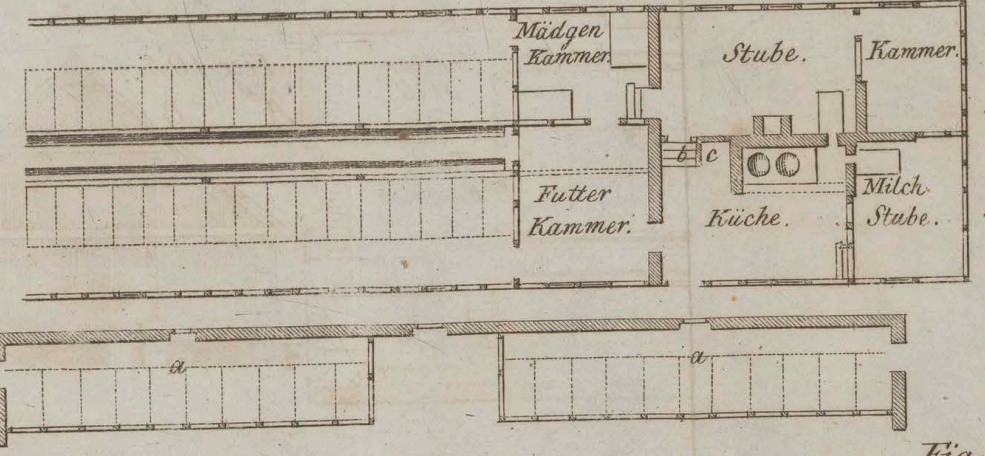 Mädgen
Kammer.
Stube.
Kammer.
b c
Futter
Kammer.
Küche.
Milch
Stube.
a
a
Fig